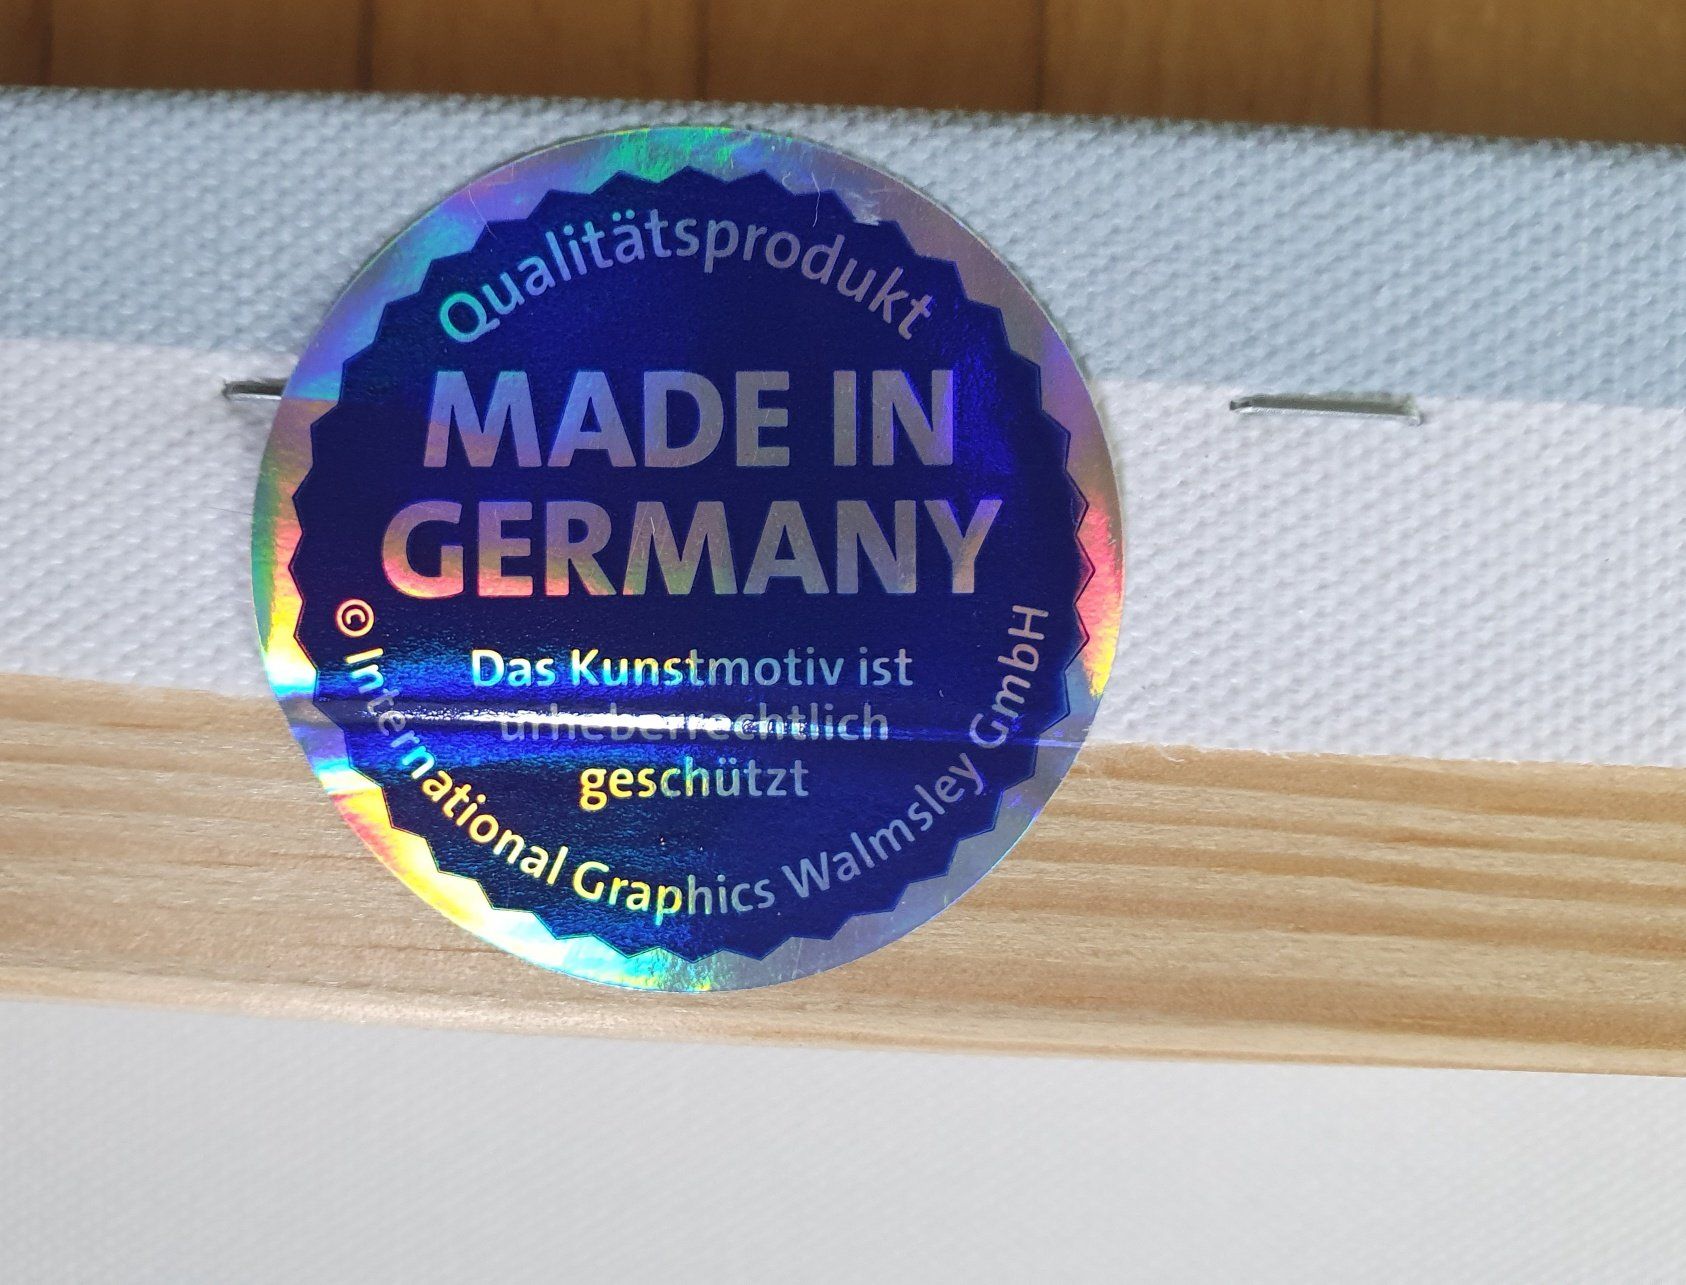 Qualitätsprodukt
MADE IN
GERMANY
Das Kunstmotiv ist
urheberrechtlich
geschützt
© International Graphics Walmsley GmbH